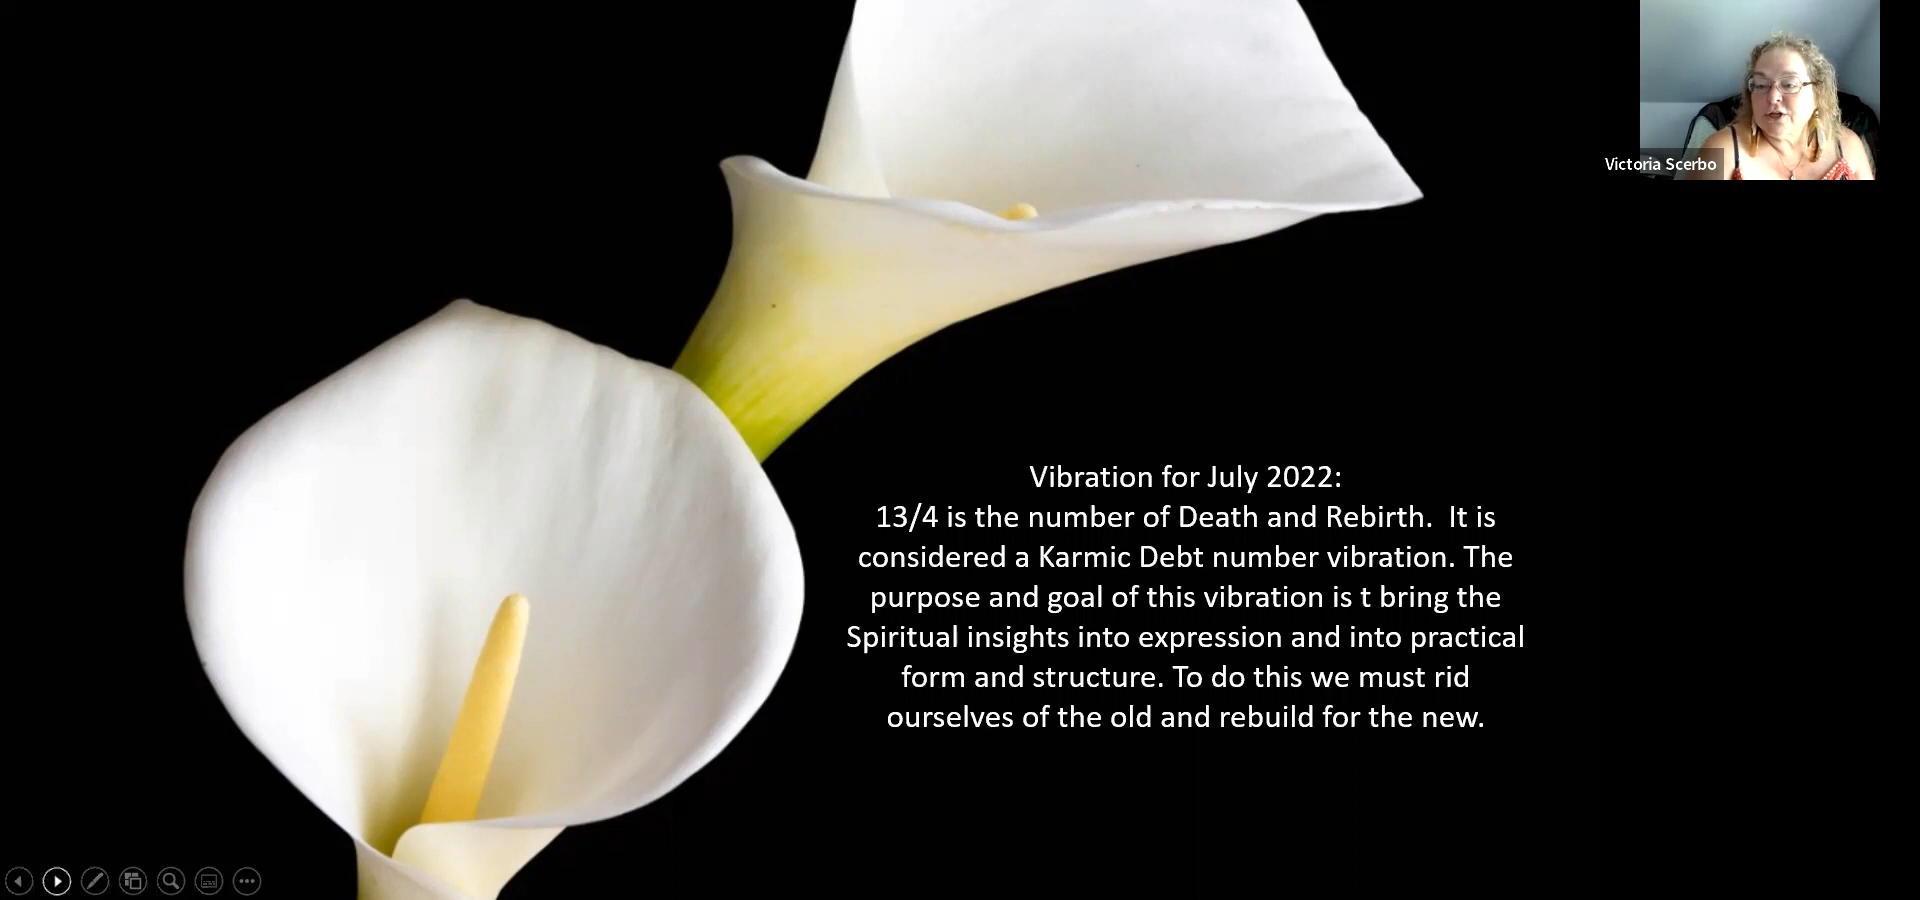 Victoria Scerbo
Vibration for July 2022:
13/4 is the number of Death and Rebirth.  It is
considered a Karmic Debt number vibration. The
purpose and goal of this vibration is t bring the
Spiritual insights into expression and into practical
form and structure. To do this we must rid
ourselves of the old and rebuild for the new.